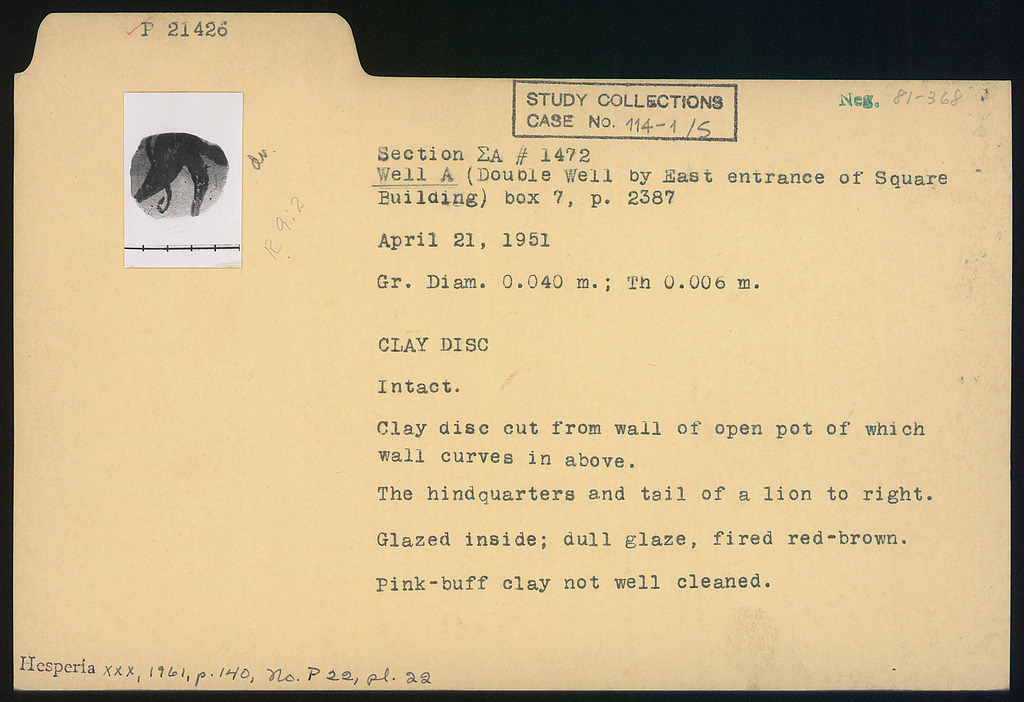 P 21426
STUDY COLLECTIONS
CASE No. 114-1/5
Neg. 81-368
dr.
R 9:2
Section ΣA # 1472
Well A (Double Well by East entrance of Square
Building) box 7, p. 2387
April 21, 1951
Gr. Diam. 0.040 m.; Th 0.006 m.
CLAY DISC
Intact.
Clay disc cut from wall of open pot of which
wall curves in above.
The hindquarters and tail of a lion to right.
Glazed inside; dull glaze, fired red-brown.
Pink-buff clay not well cleaned.
Hesperia XXX, 1961, p. 140, No. P 22, pl. 22